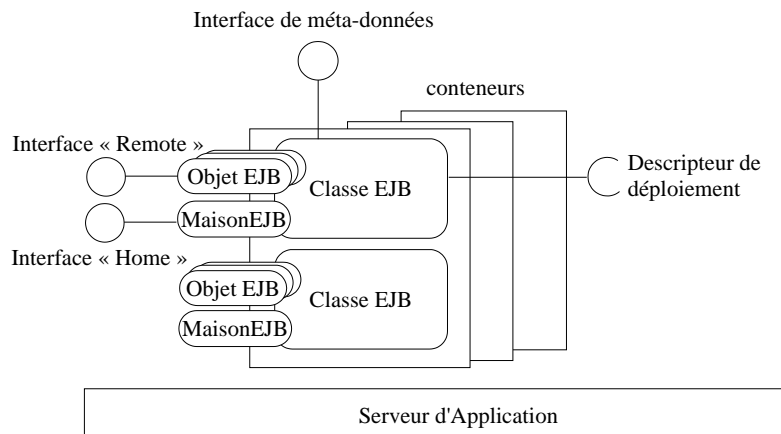 Interface de méta-données
conteneurs
Interface « Remote »
Objet EJB
Classe EJB
Descripteur de
déploiement
MaisonEJB
Interface « Home »
Objet EJB
Classe EJB
MaisonEJB
Serveur d'Application